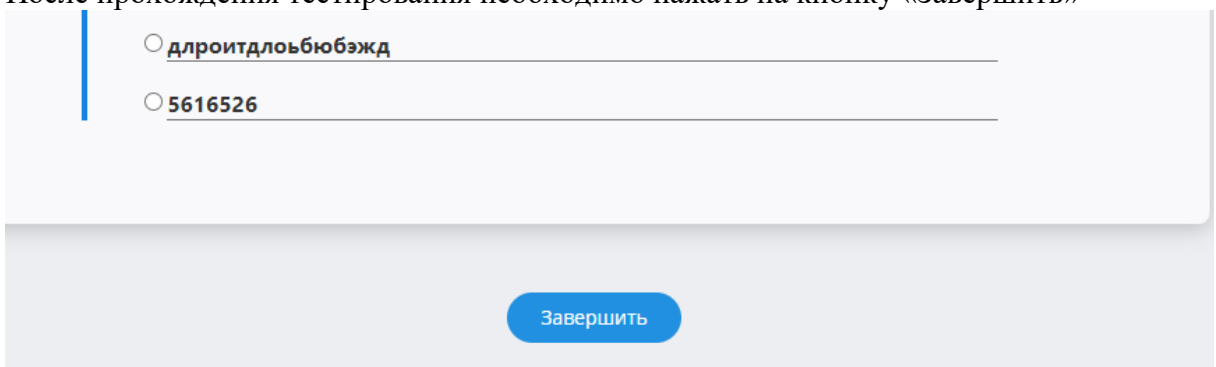 После прохождения тестирования необходимо нажать на кнопку «Завершить»
длроитдлоьбюбэжд
5616526
Завершить